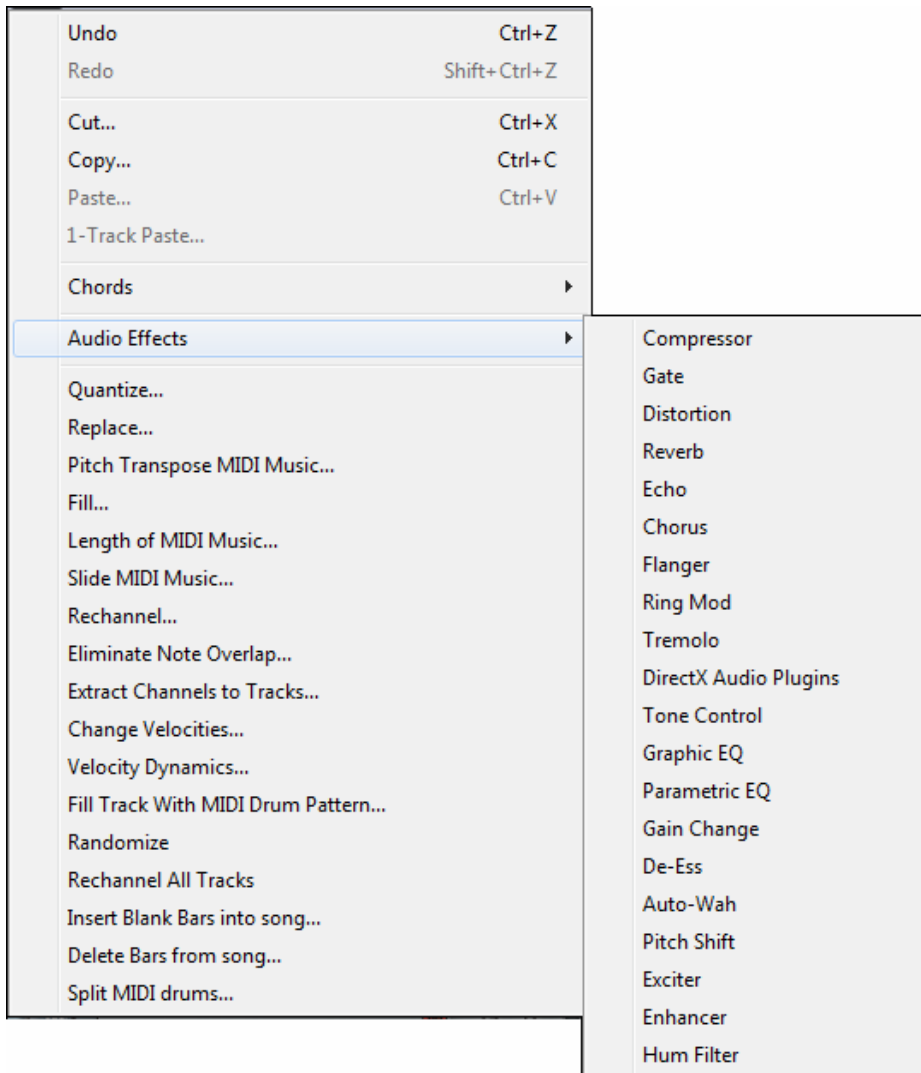 Undo Ctrl+Z
Redo Shift+Ctrl+Z
Cut... Ctrl+X
Copy... Ctrl+C
Paste... Ctrl+V
1-Track Paste...
Chords
Audio Effects
Quantize...
Replace...
Pitch Transpose MIDI Music...
Fill...
Length of MIDI Music...
Slide MIDI Music...
Rechannel...
Eliminate Note Overlap...
Extract Channels to Tracks...
Change Velocities...
Velocity Dynamics...
Fill Track With MIDI Drum Pattern...
Randomize
Rechannel All Tracks
Insert Blank Bars into song...
Delete Bars from song...
Split MIDI drums...
Compressor
Gate
Distortion
Reverb
Echo
Chorus
Flanger
Ring Mod
Tremolo
DirectX Audio Plugins
Tone Control
Graphic EQ
Parametric EQ
Gain Change
De-Ess
Auto-Wah
Pitch Shift
Exciter
Enhancer
Hum Filter